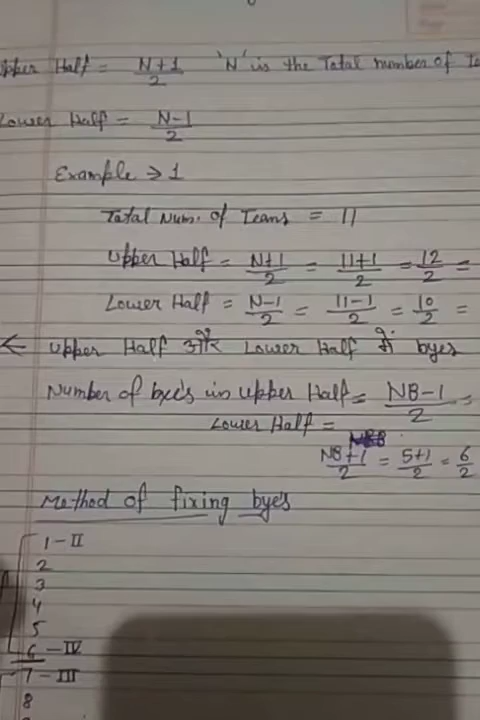 Upper Half = N+1/2 'N' is the Total number of
Lower Half = N-1/2
Example → 1
Total Num. of Teams = 11
Upper Half = N+1/2 = 11+1/2 = 12/2 =
Lower Half = N-1/2 = 11-1/2 = 10/2 =
← Upper Half और Lower Half में byes
Number of bye's in upper Half = NB-1/2 =
Lower Half =
NB+1/2 = 5+1/2 = 6/2
Method of fixing bye's
1 - II
2
3
4
5
6 - IV
7 - III
8